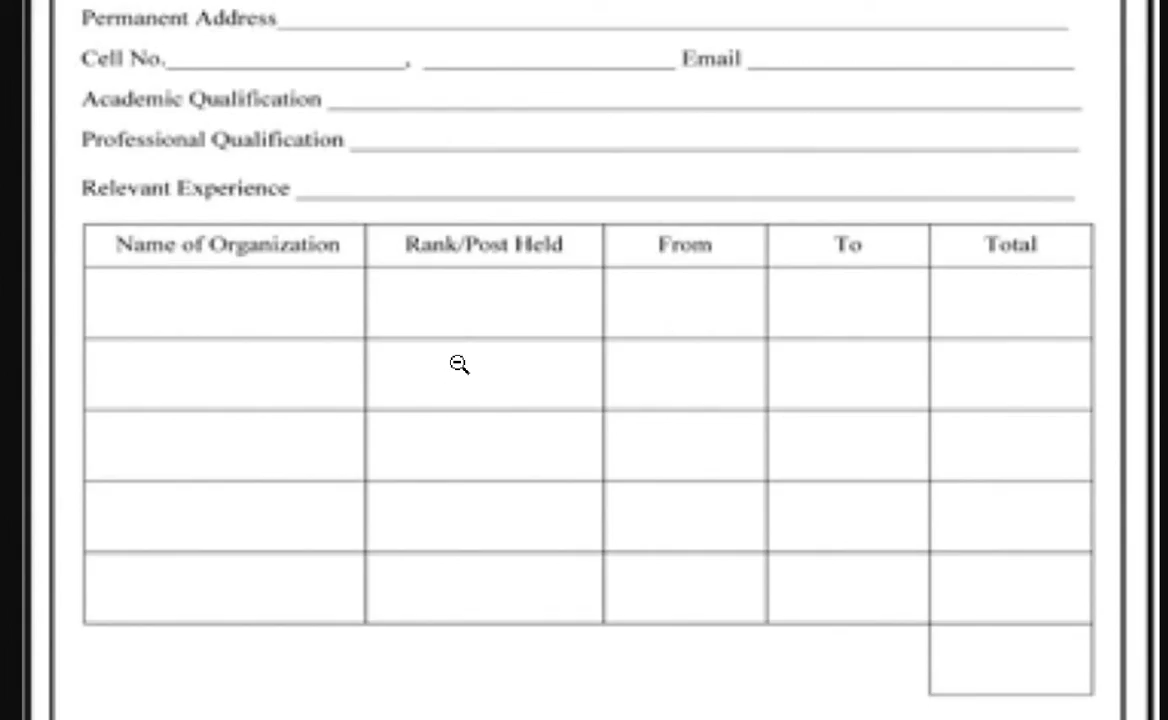 Permanent Address
Cell No. , Email
Academic Qualification
Professional Qualification
Relevant Experience
Name of Organization Rank/Post Held From To Total